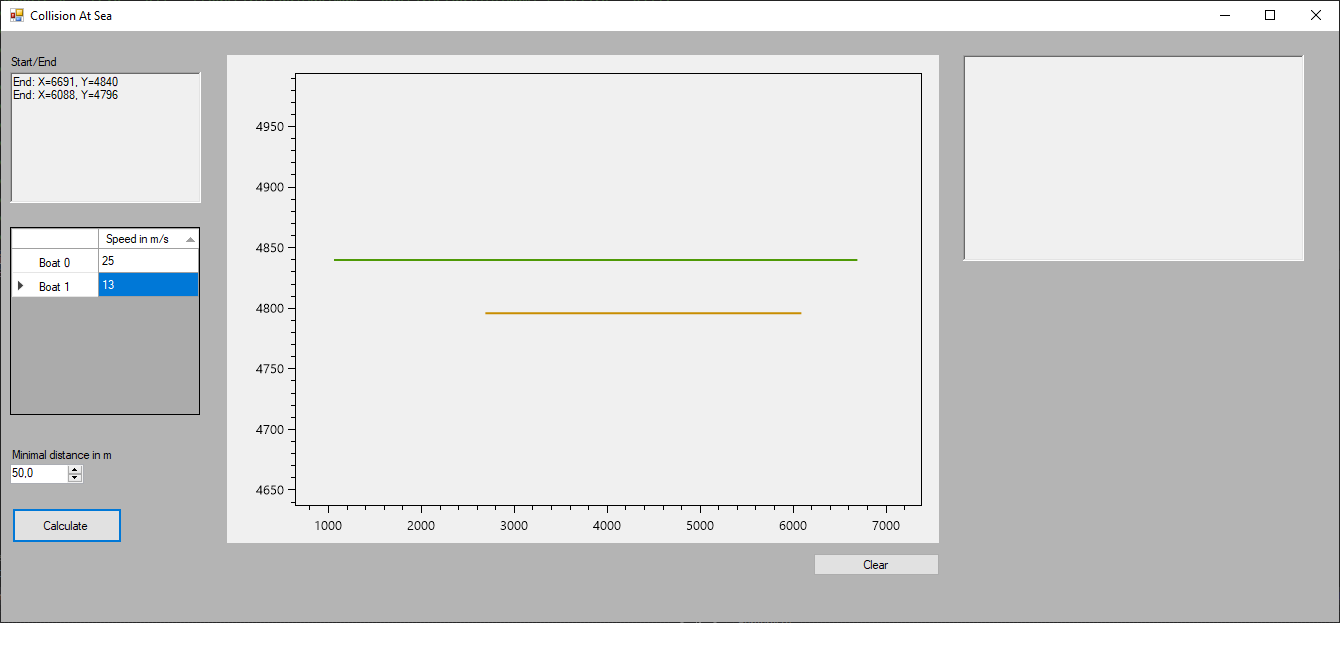 Collision At Sea
Start/End
End: X=6691, Y=4840
End: X=6088, Y=4796
Speed in m/s
Boat 0 25
Boat 1 13
Minimal distance in m
50,0
Calculate
4950
4900
4850
4800
4750
4700
4650
1000 2000 3000 4000 5000 6000 7000
Clear